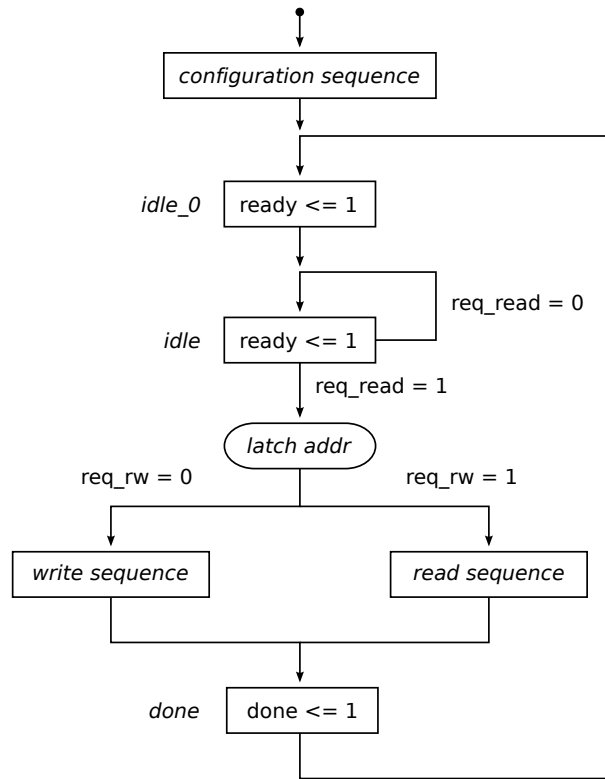 configuration sequence
idle_0
ready <= 1
req_read = 0
idle
ready <= 1
req_read = 1
latch addr
req_rw = 0
req_rw = 1
write sequence
read sequence
done
done <= 1